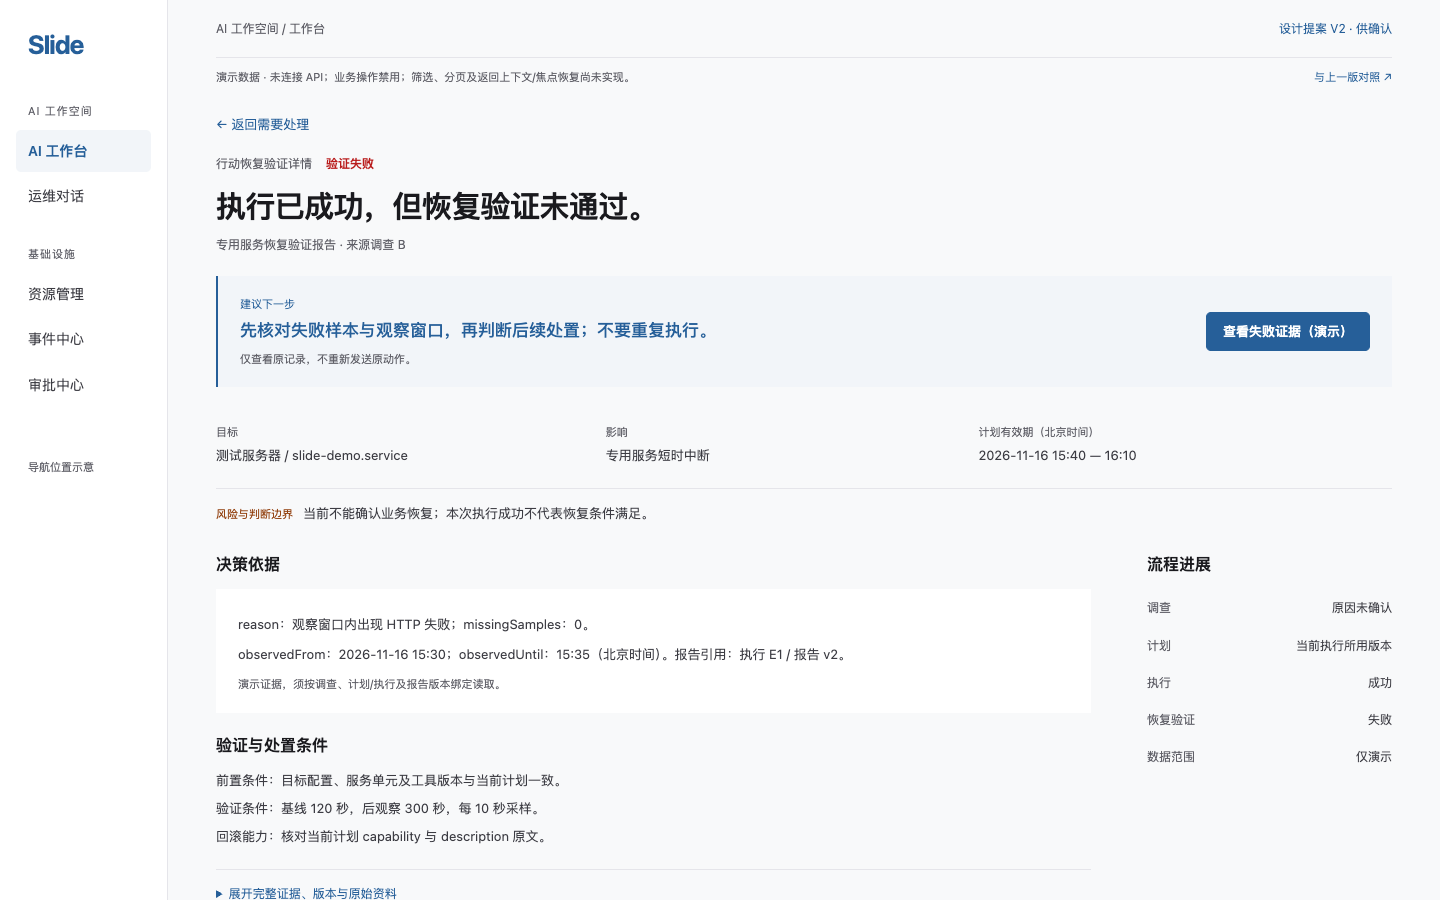 Slide
AI 工作空间
AI 工作台
运维对话
基础设施
资源管理
事件中心
审批中心
导航位置示意
AI 工作空间 / 工作台
设计提案 V2 · 供确认
演示数据 · 未连接 API；业务操作禁用；筛选、分页及返回上下文/焦点恢复尚未实现。
与上一版对照 ↗
← 返回需要处理
行动恢复验证详情 验证失败
执行已成功，但恢复验证未通过。
专用服务恢复验证报告 · 来源调查 B
建议下一步
先核对失败样本与观察窗口，再判断后续处置；不要重复执行。
仅查看原记录，不重新发送原动作。
查看失败证据（演示）
目标
测试服务器 / slide-demo.service
影响
专用服务短时中断
计划有效期（北京时间）
2026-11-16 15:40 — 16:10
风险与判断边界 当前不能确认业务恢复；本次执行成功不代表恢复条件满足。
决策依据
reason：观察窗口内出现 HTTP 失败；missingSamples：0。
observedFrom：2026-11-16 15:30；observedUntil：15:35（北京时间）。报告引用：执行 E1 / 报告 v2。
演示证据，须按调查、计划/执行及报告版本绑定读取。
验证与处置条件
前置条件：目标配置、服务单元及工具版本与当前计划一致。
验证条件：基线 120 秒，后观察 300 秒，每 10 秒采样。
回滚能力：核对当前计划 capability 与 description 原文。
▶ 展开完整证据、版本与原始资料
流程进展
调查 原因未确认
计划 当前执行所用版本
执行 成功
恢复验证 失败
数据范围 仅演示